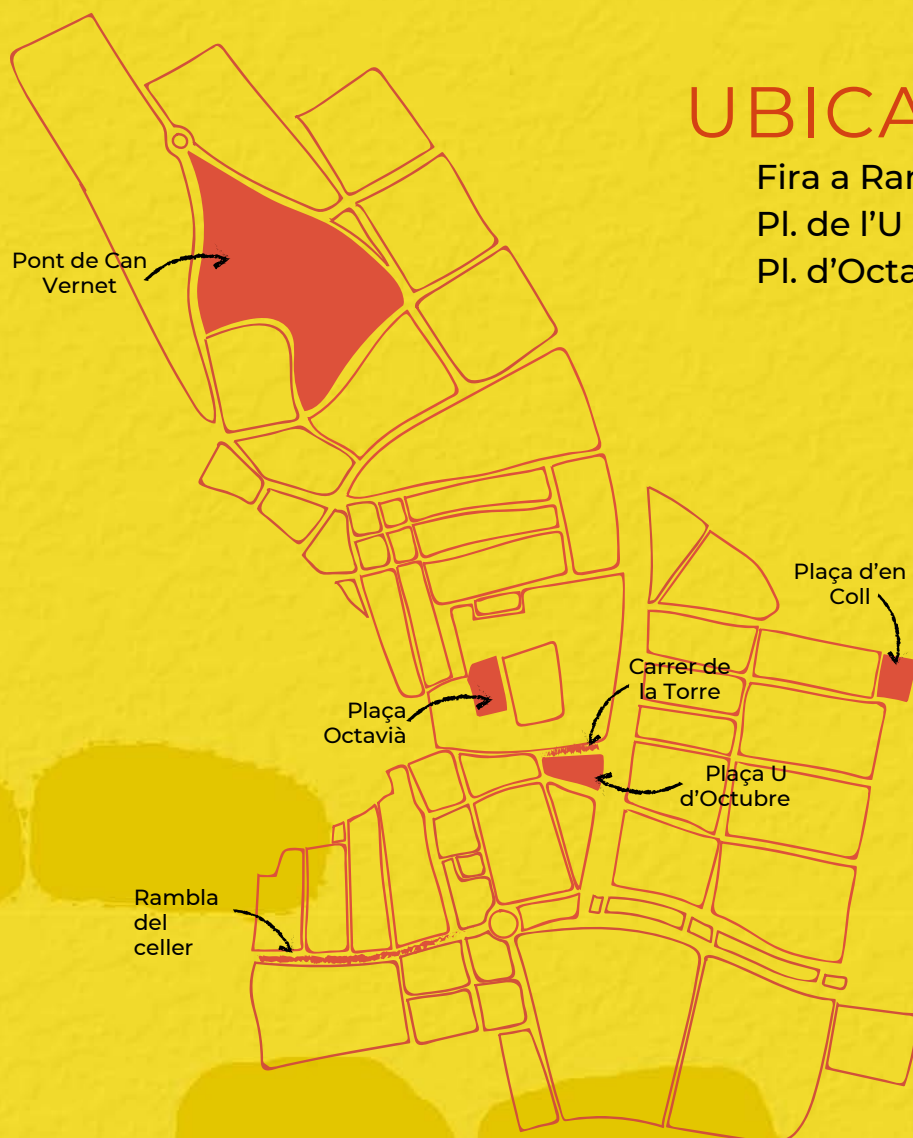 UBICA
Fira a Ra
Pl. de l'U
Pl. d'Octa
Pont de Can
Vernet
Plaça d'en
Coll
Carrer de
la Torre
Plaça
Octavià
Plaça U
d'Octubre
Rambla
del
celler